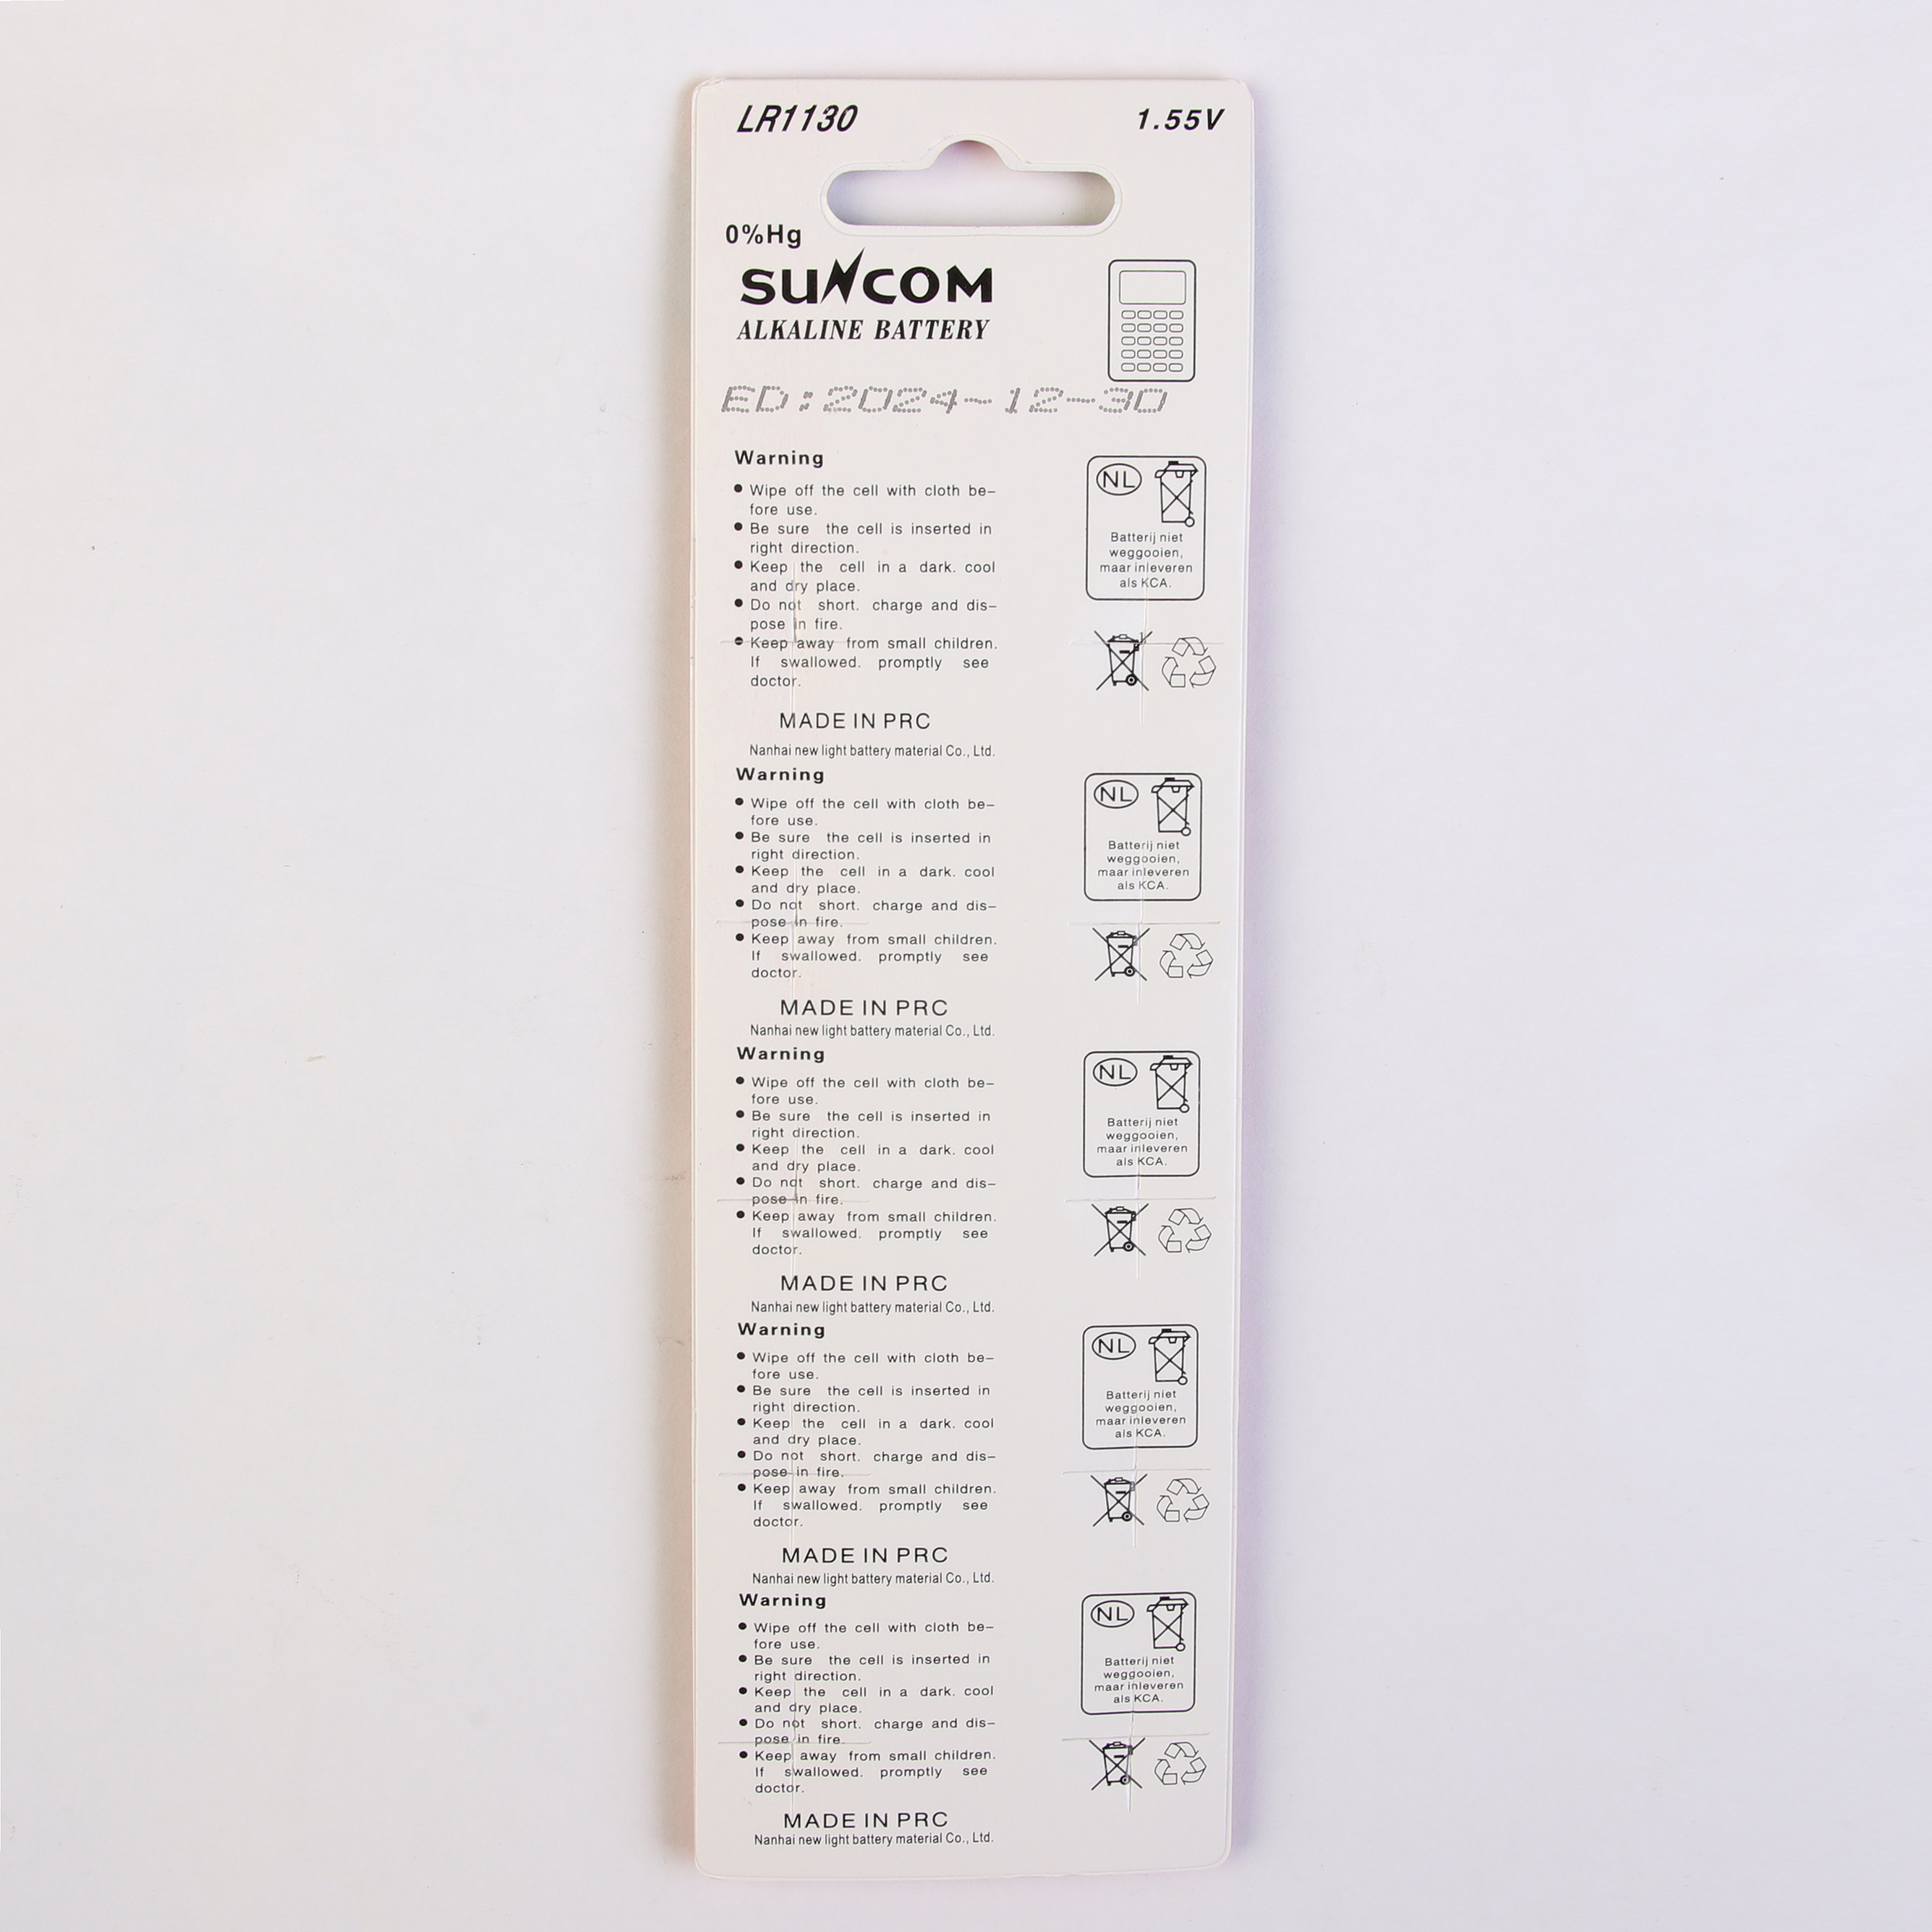 LR1130 1.55V
0%Hg
SUNCOM
ALKALINE BATTERY
ED:2024-12-30
Warning
• Wipe off the cell with cloth be-
fore use.
• Be sure the cell is inserted in
right direction.
• Keep the cell in a dark. cool
and dry place.
• Do not short. charge and dis-
pose in fire.
• Keep away from small children.
If swallowed. promptly see
doctor.
NL
Batterij niet
weggooien,
maar inleveren
als KCA.
MADE IN PRC
Nanhai new light battery material Co., Ltd.
Warning
• Wipe off the cell with cloth be-
fore use.
• Be sure the cell is inserted in
right direction.
• Keep the cell in a dark. cool
and dry place.
• Do not short. charge and dis-
pose in fire.
• Keep away from small children.
If swallowed. promptly see
doctor.
NL
Batterij niet
weggooien,
maar inleveren
als KCA.
MADE IN PRC
Nanhai new light battery material Co., Ltd.
Warning
• Wipe off the cell with cloth be-
fore use.
• Be sure the cell is inserted in
right direction.
• Keep the cell in a dark. cool
and dry place.
• Do not short. charge and dis-
pose in fire.
• Keep away from small children.
If swallowed. promptly see
doctor.
NL
Batterij niet
weggooien,
maar inleveren
als KCA.
MADE IN PRC
Nanhai new light battery material Co., Ltd.
Warning
• Wipe off the cell with cloth be-
fore use.
• Be sure the cell is inserted in
right direction.
• Keep the cell in a dark. cool
and dry place.
• Do not short. charge and dis-
pose in fire.
• Keep away from small children.
If swallowed. promptly see
doctor.
NL
Batterij niet
weggooien,
maar inleveren
als KCA.
MADE IN PRC
Nanhai new light battery material Co., Ltd.
Warning
• Wipe off the cell with cloth be-
fore use.
• Be sure the cell is inserted in
right direction.
• Keep the cell in a dark. cool
and dry place.
• Do not short. charge and dis-
pose in fire.
• Keep away from small children.
If swallowed. promptly see
doctor.
NL
Batterij niet
weggooien,
maar inleveren
als KCA.
MADE IN PRC
Nanhai new light battery material Co., Ltd.